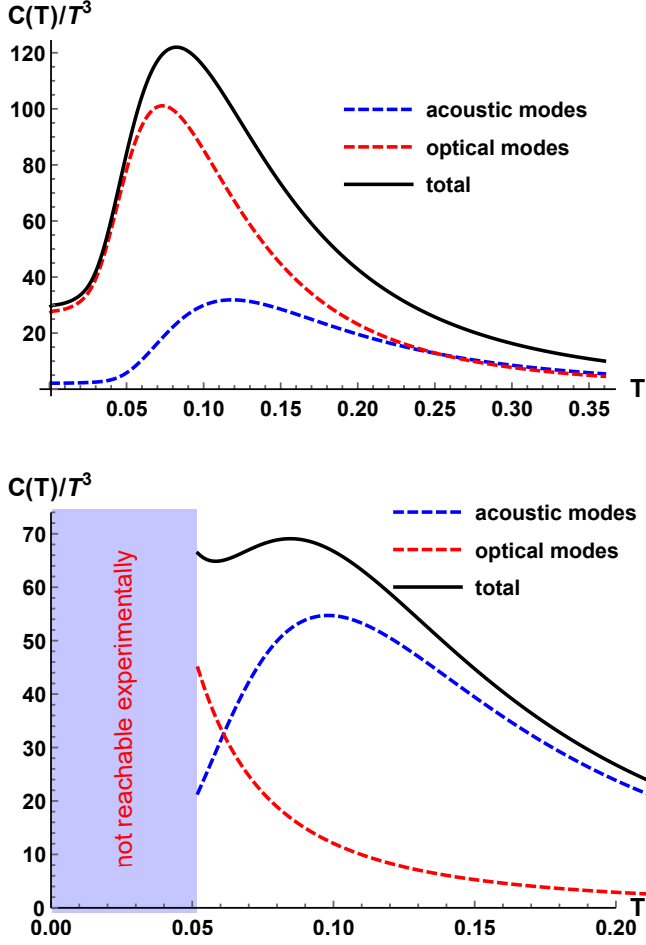 C(T)/T³
120
100
80
60
40
20
acoustic modes
optical modes
total
0.05 0.10 0.15 0.20 0.25 0.30 0.35
T
C(T)/T³
70
60
50
40
30
20
10
0
not reachable experimentally
acoustic modes
optical modes
total
0.00 0.05 0.10 0.15 0.20
T